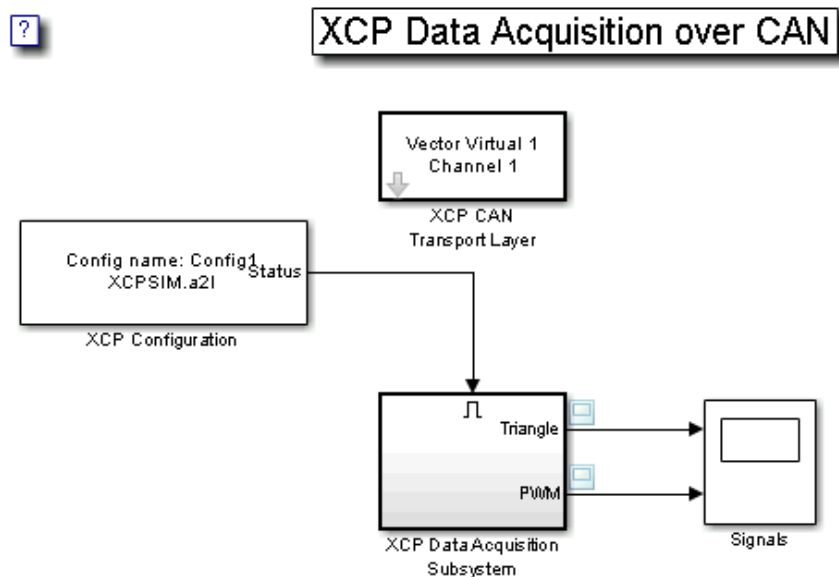 ?
XCP Data Acquisition over CAN
Vector Virtual 1
Channel 1
XCP CAN
Transport Layer
Config name: Config1
XCPSIM.a2l
Status
XCP Configuration
Triangle
PWM
XCP Data Acquisition
Subsystem
Signals